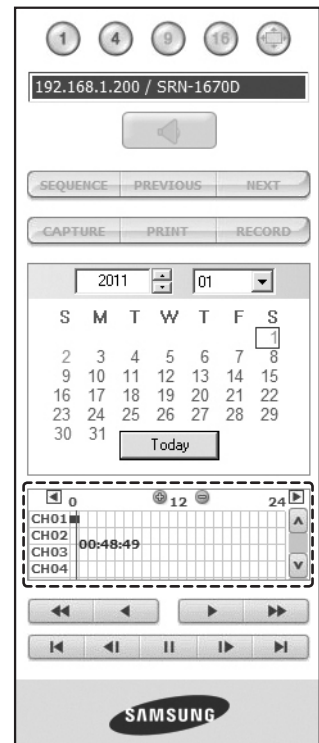 1 4 9 16
192.168.1.200 / SRN-1670D
SEQUENCE PREVIOUS NEXT
CAPTURE PRINT RECORD
2011 01
S M T W T F S
1
2 3 4 5 6 7 8
9 10 11 12 13 14 15
16 17 18 19 20 21 22
23 24 25 26 27 28 29
30 31 Today
0 12 24
CH01
CH02
00:48:49
CH03
CH04
SAMSUNG